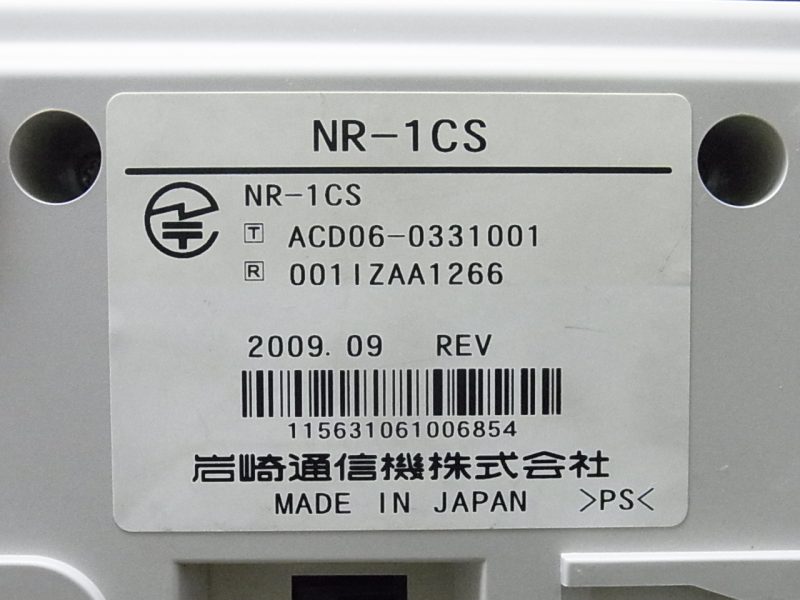 NR-1CS
NR-1CS
T ACD06-0331001
R 001IZAA1266
2009.09 REV
115631061006854
岩崎通信機株式会社
MADE IN JAPAN >PS<